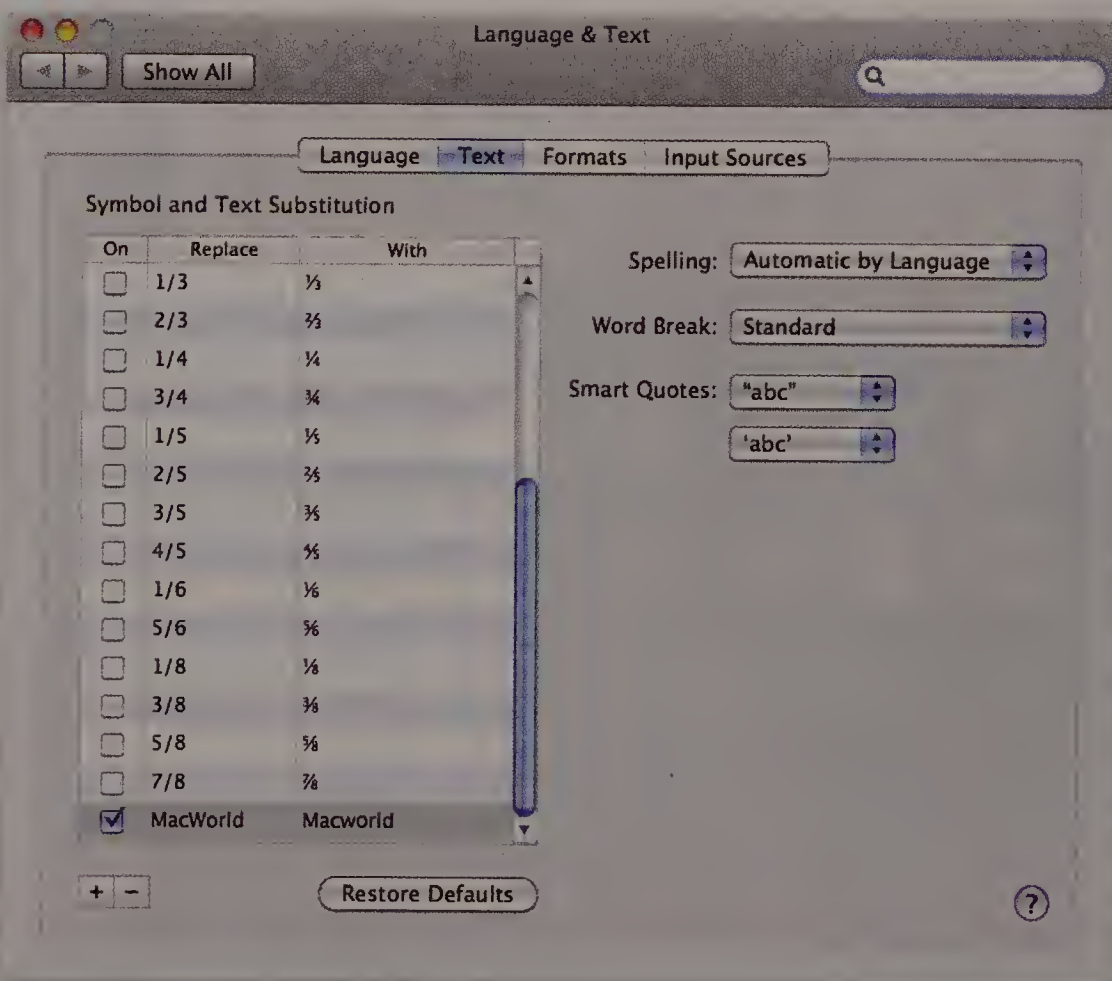 Language & Text
Show All
Language Text Formats Input Sources
Symbol and Text Substitution
On Replace With
1/3 ⅓
2/3 ⅔
1/4 ¼
3/4 ¾
1/5 ⅕
2/5 ⅖
3/5 ⅗
4/5 ⅘
1/6 ⅙
5/6 ⅚
1/8 ⅛
3/8 ⅜
5/8 ⅝
7/8 ⅞
MacWorld Macworld
+ −
Restore Defaults
Spelling: Automatic by Language
Word Break: Standard
Smart Quotes: “abc”
‘abc’
?